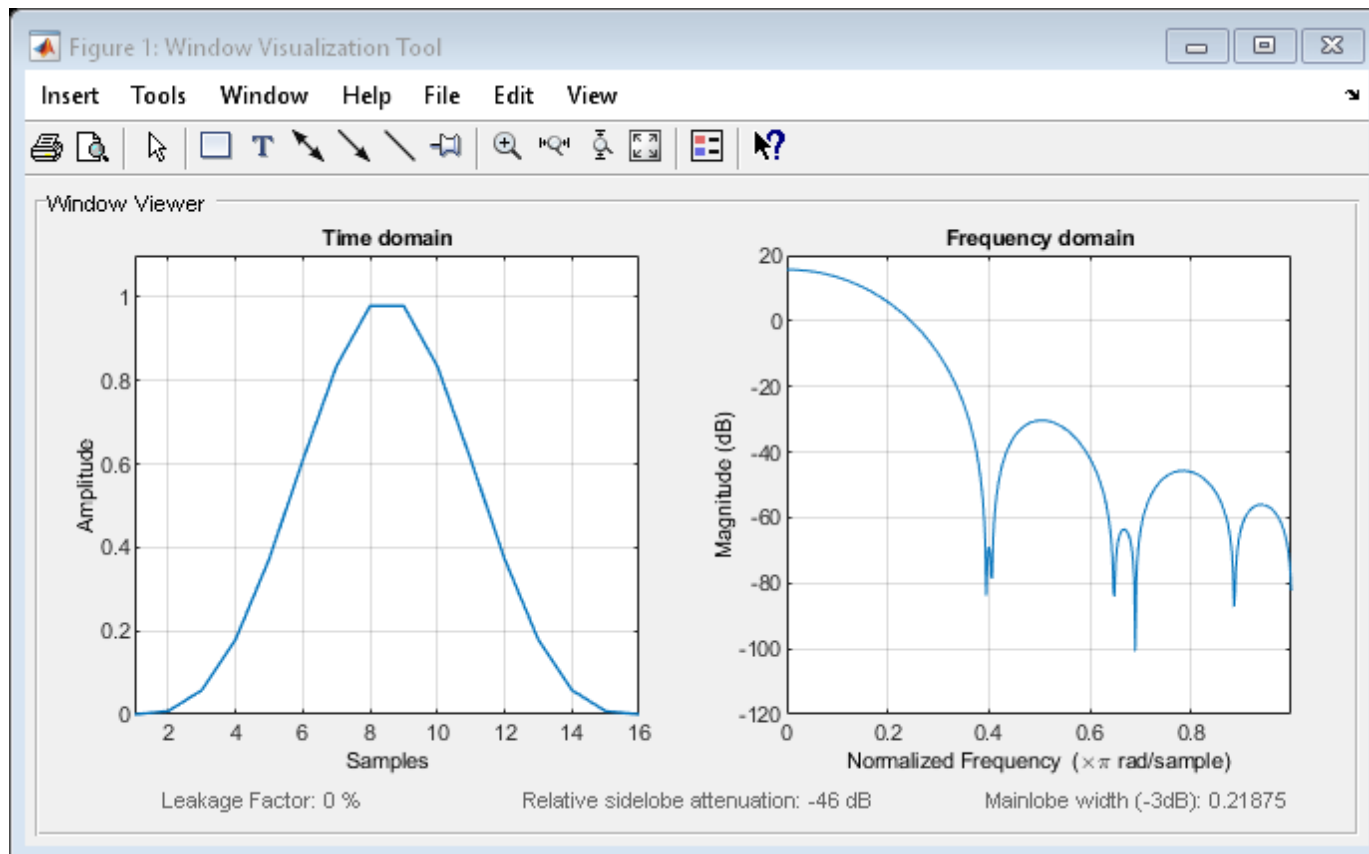 Figure 1: Window Visualization Tool
Insert Tools Window Help File Edit View
T ?
Window Viewer
Time domain
1
0.8
0.6
0.4
0.2
0
Amplitude
2 4 6 8 10 12 14 16
Samples
Frequency domain
20
0
-20
-40
-60
-80
-100
-120
Magnitude (dB)
0 0.2 0.4 0.6 0.8
Normalized Frequency (×π rad/sample)
Leakage Factor: 0 % Relative sidelobe attenuation: -46 dB Mainlobe width (-3dB): 0.21875